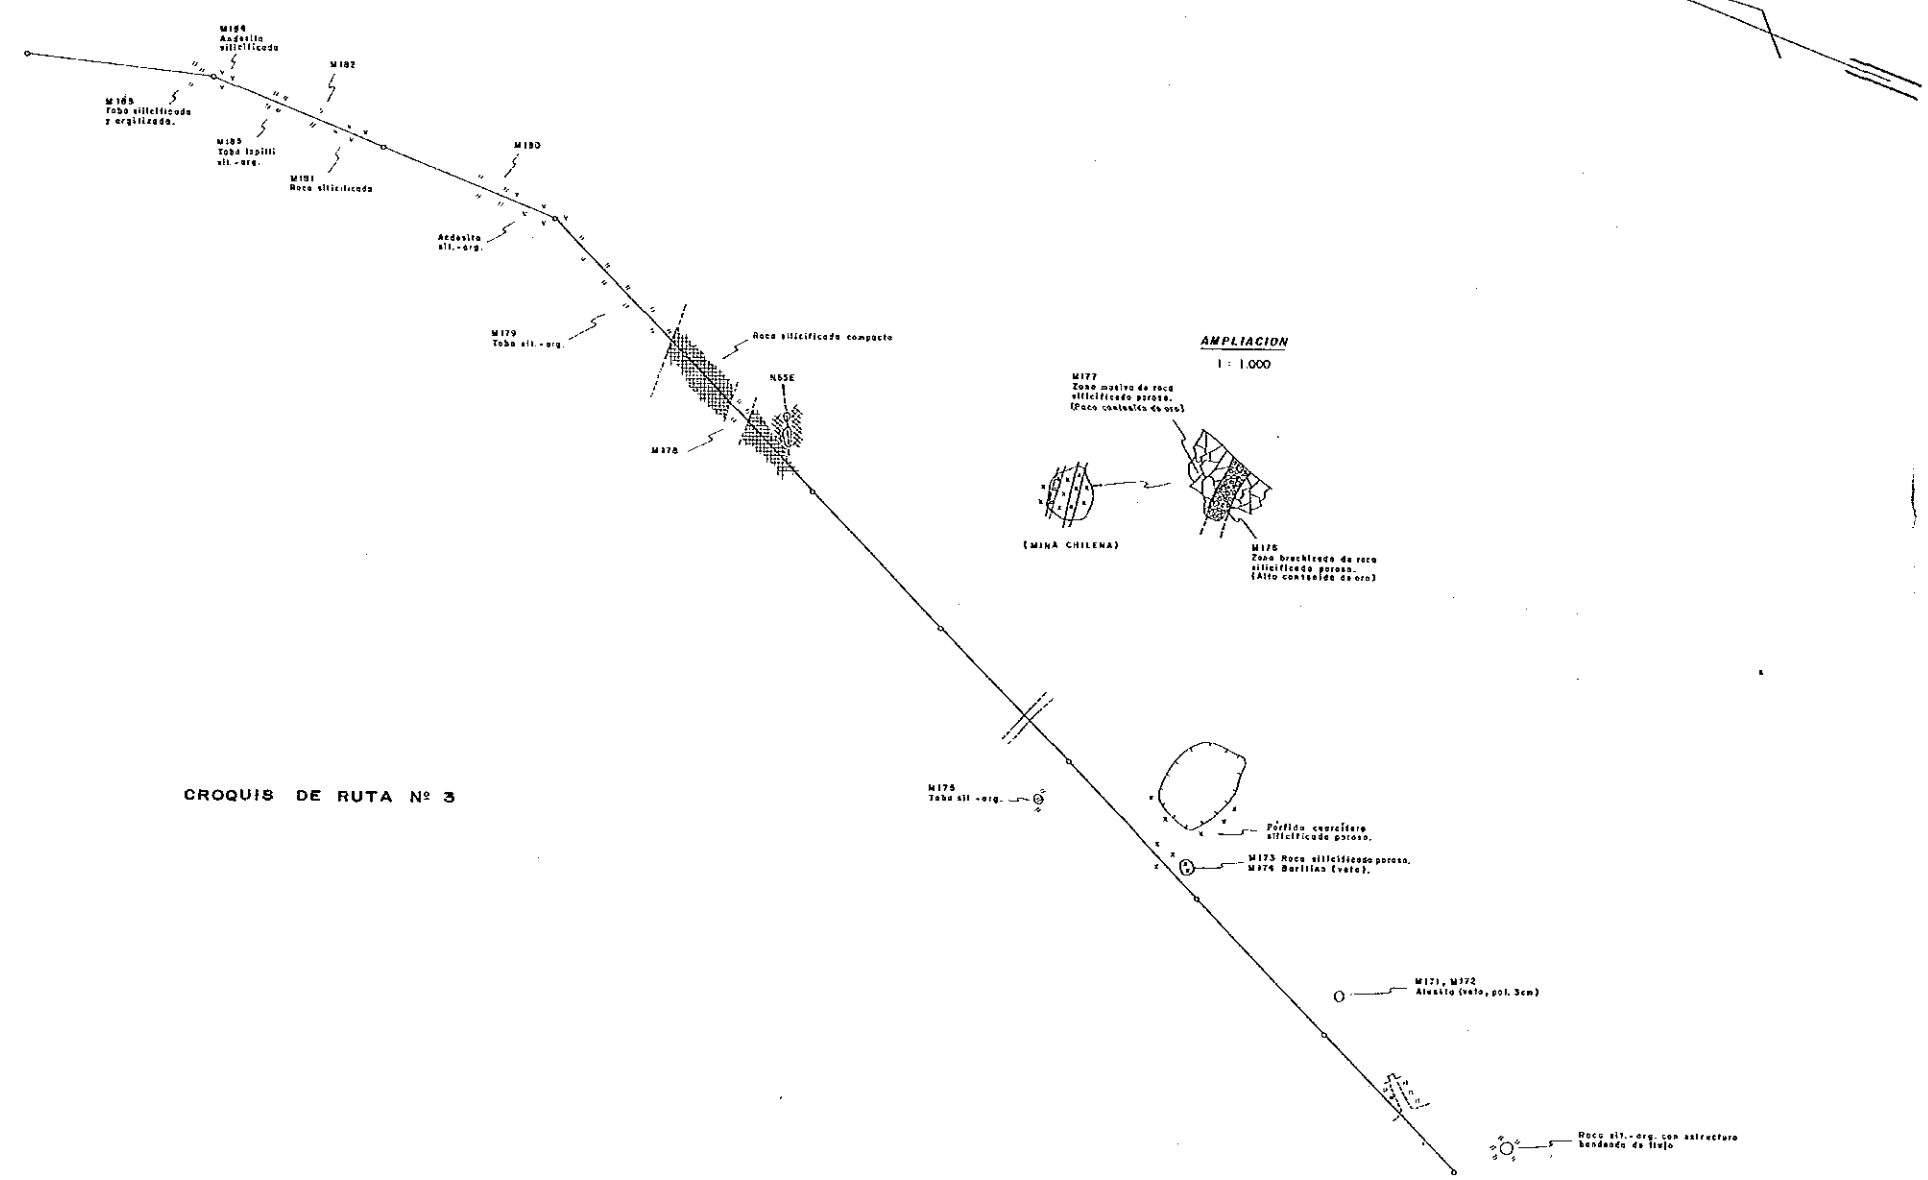 M184
Andesita
silicificada
M182
M183
Toba silicificada
y argilizada.
M185
Toba lapilli
sil.-arg.
M181
Roca silicificada
M180
Andesita
sil.-arg.
M179
Toba sil.-arg.
Roca silicificada compacta
N65E
M178
AMPLIACION
1 : 1.000
M177
Zona masiva de roca
silicificada porosa.
(Poco contenido de oro)
(MINA CHILENA)
M176
Zona brechizada de roca
silicificada porosa.
(Alto contenido de oro)
CROQUIS DE RUTA Nº 3
M175
Toba sil-arg.
Pórfido cuarcífero
silicificado poroso.
M173 Roca silicificada porosa.
M174 Baritina (veta).
M171, M172
Alunita (veta, pot. 3cm)
Roca sil.-arg. con estructura
bandeada de flujo